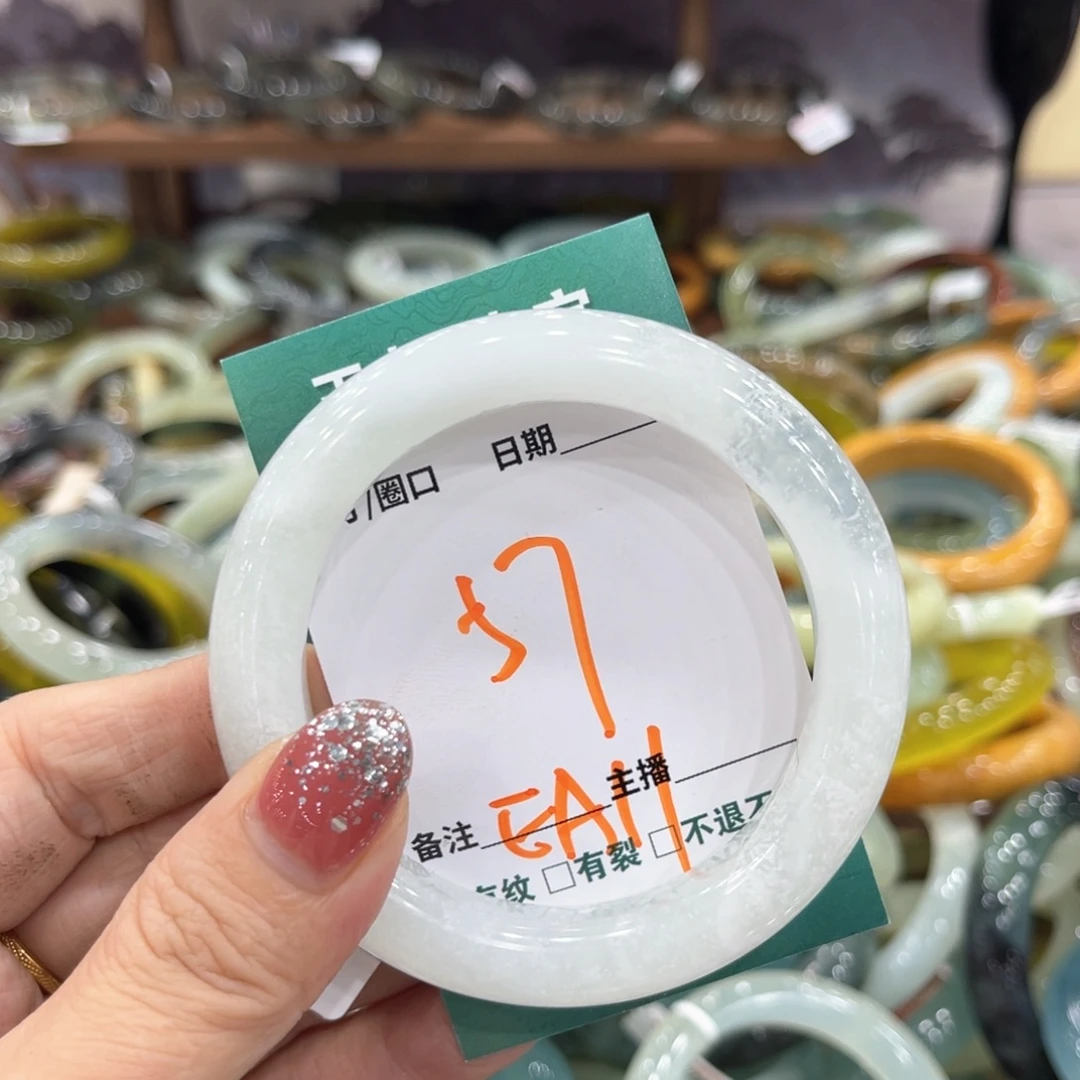 日期
/圈口
57
主播
备注 EA11
纹 □有裂 □不退